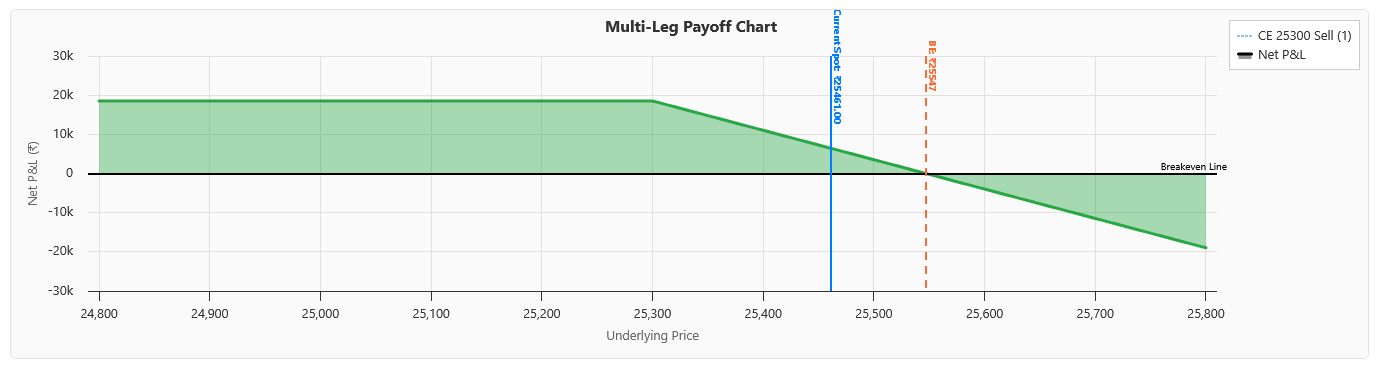 Multi-Leg Payoff Chart
CE 25300 Sell (1)
Net P&L
Current Spot: ₹25461.00
BE: ₹25547
30k
20k
10k
0
-10k
-20k
-30k
Net P&L (₹)
Breakeven Line
24,800
24,900
25,000
25,100
25,200
25,300
25,400
25,500
25,600
25,700
25,800
Underlying Price